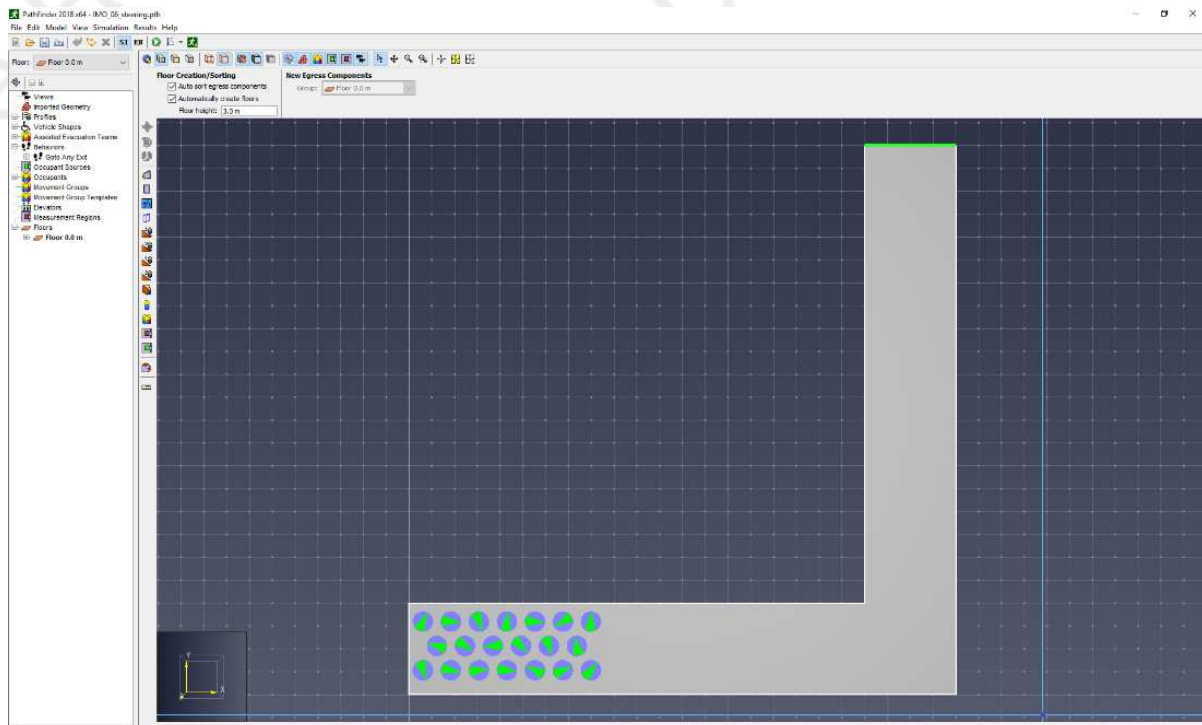 Pathfinder 2018 x64 - IMO_06_steering.pth
File Edit Model View Simulation Results Help
Floor: Floor 0.0 m
Floor Creation/Sorting
Auto sort egress components
Automatically create floors
Floor height: 3.0 m
New Egress Components
Group: Floor 0.0 m
Views
Imported Geometry
Profiles
Vehicle Shapes
Assisted Evacuation Teams
Behaviors
Goto Any Exit
Occupant Sources
Occupants
Movement Groups
Movement Group Templates
Elevators
Measurement Regions
Floors
Floor 0.0 m
Y
X